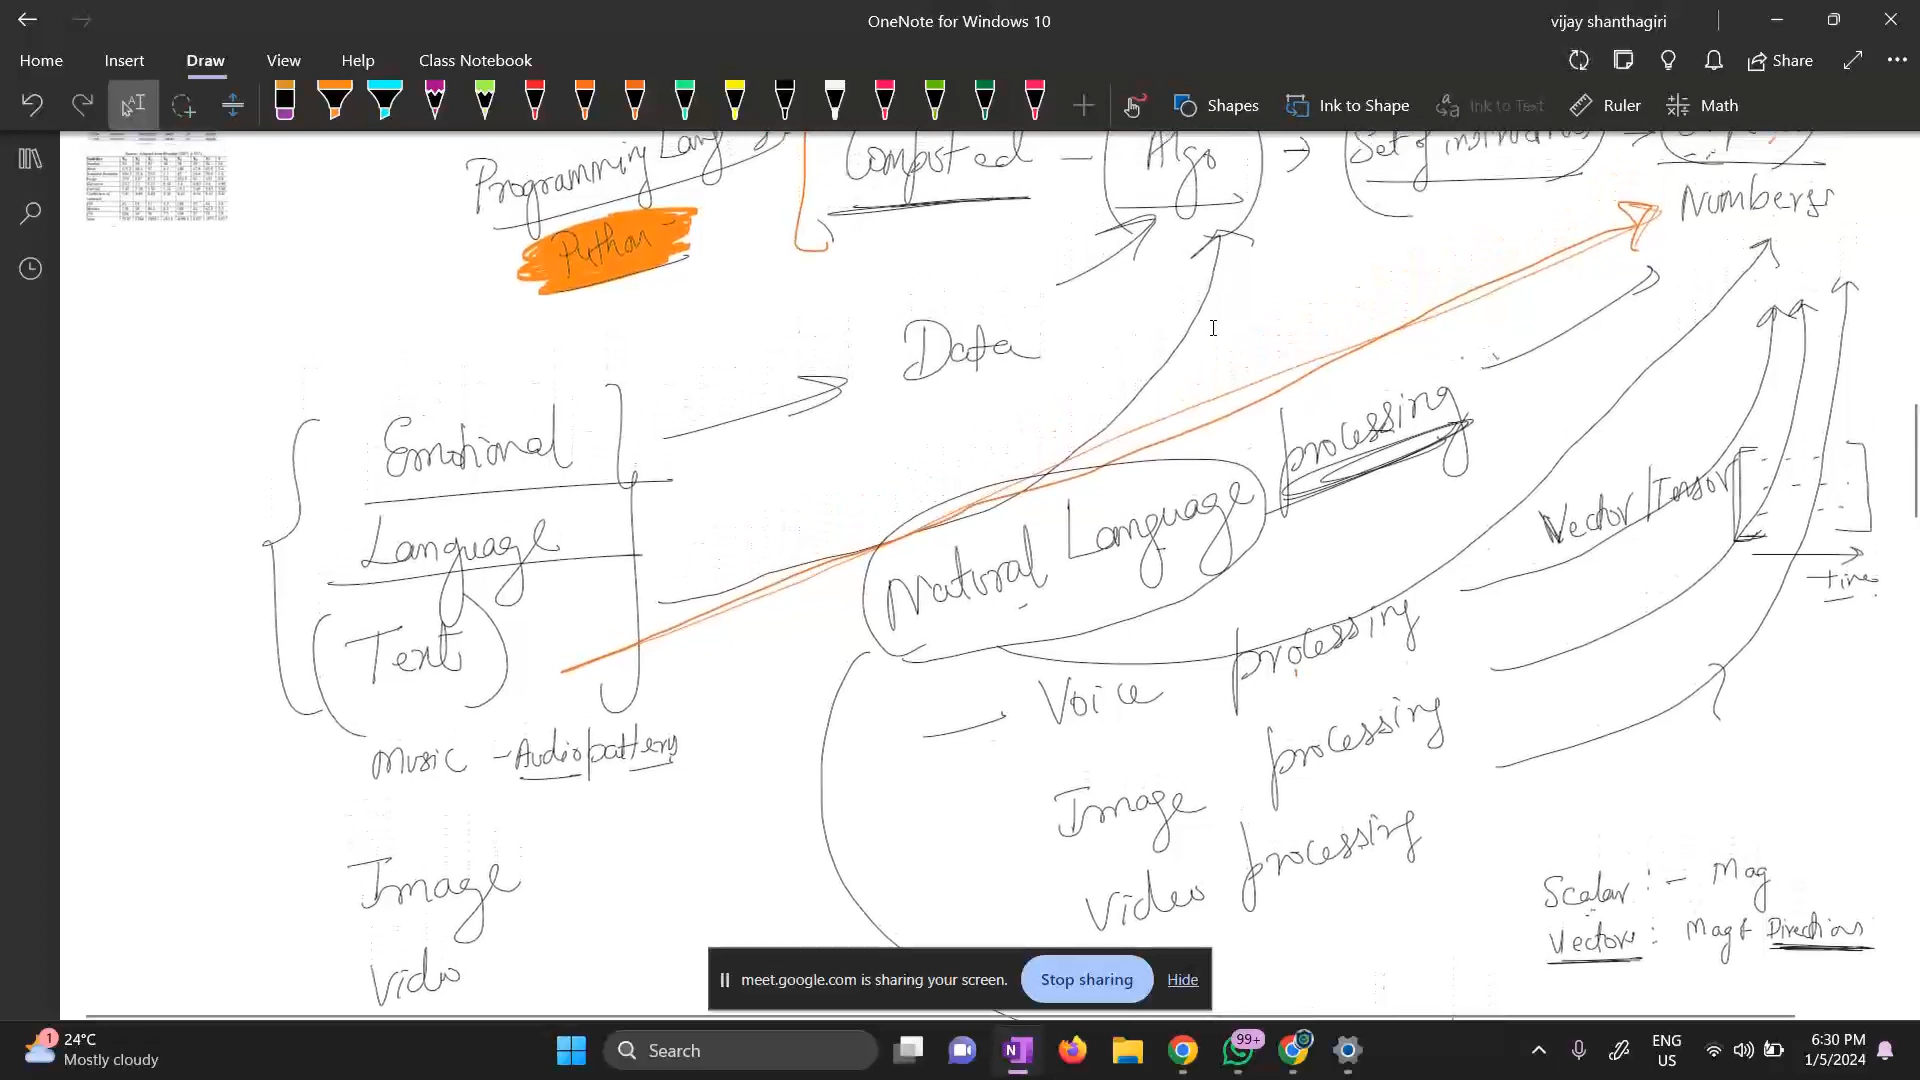 OneNote for Windows 10
vijay shanthagiri
Home Insert Draw View Help Class Notebook
Share
Shapes Ink to Shape Ink to Text Ruler Math
Programming Lang
Computed - Algo → Set of
Numbers
Python
Data
Emotional
processing
Language
Natural Language
Vector/Tensor
Time
Text
Voice processing
Music - Audio pattern
Image processing
Image
Video processing
Scalar :- Mag
Vector : Mag & Directions
Video
meet.google.com is sharing your screen.
Stop sharing
Hide
1
24°C
Mostly cloudy
Search
99+
ENG
US
6:30 PM
1/5/2024